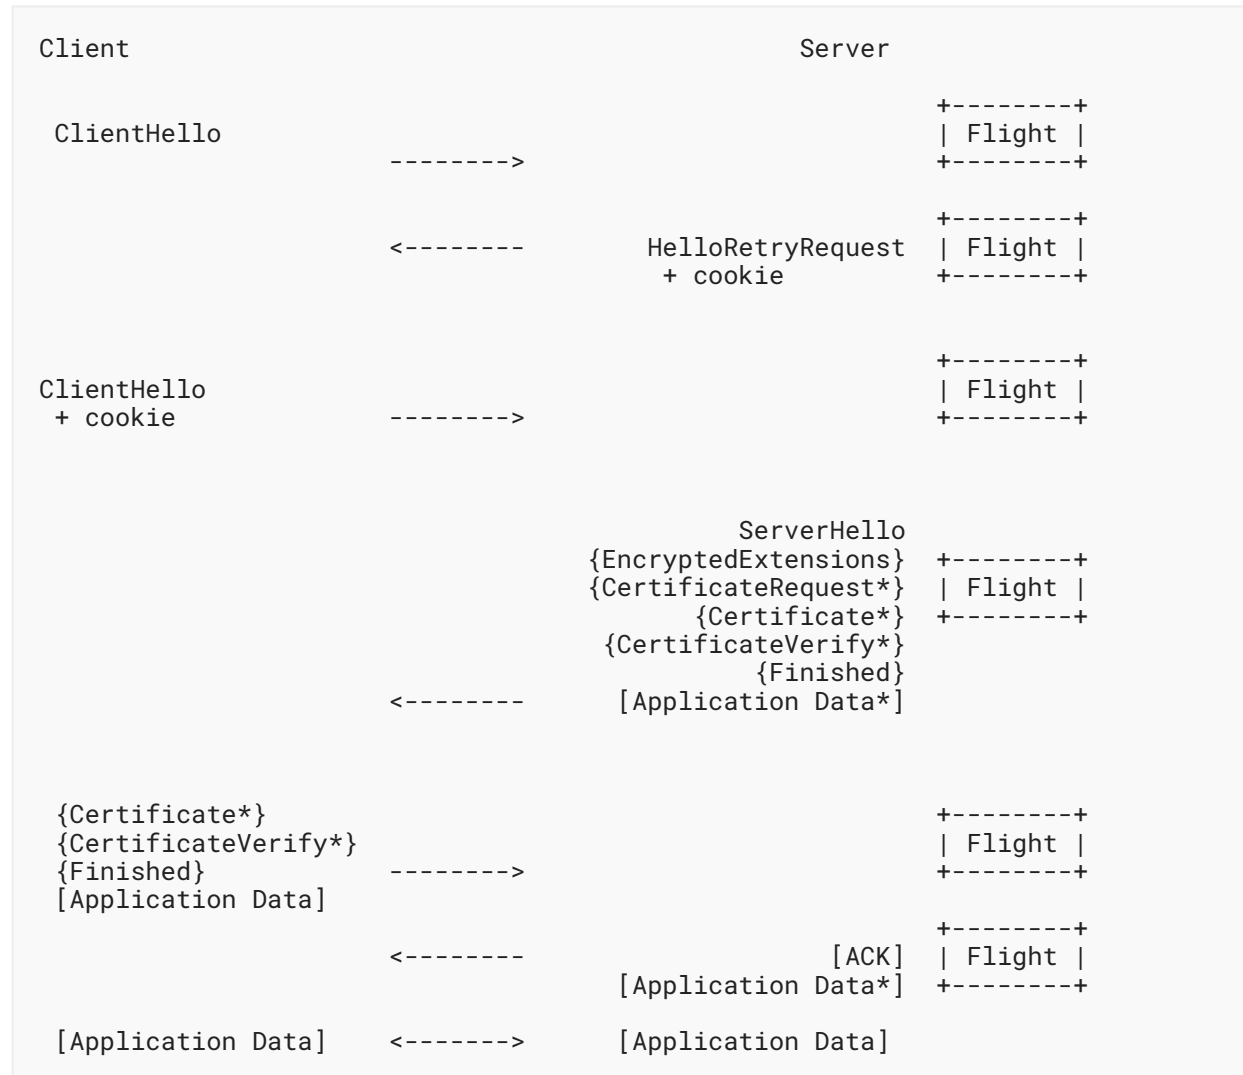 Client                                            Server

                                                           +--------+
 ClientHello                                               | Flight |
                       -------->                           +--------+

                                                           +--------+
                       <--------        HelloRetryRequest  | Flight |
                                         + cookie          +--------+


                                                           +--------+
ClientHello                                                | Flight |
 + cookie              -------->                           +--------+



                                              ServerHello
                                    {EncryptedExtensions}  +--------+
                                    {CertificateRequest*}  | Flight |
                                           {Certificate*}  +--------+
                                     {CertificateVerify*}
                                               {Finished}
                       <--------      [Application Data*]



 {Certificate*}                                            +--------+
 {CertificateVerify*}                                      | Flight |
 {Finished}            -------->                           +--------+
 [Application Data]
                                                           +--------+
                       <--------                    [ACK]  | Flight |
                                      [Application Data*]  +--------+

 [Application Data]    <------->      [Application Data]